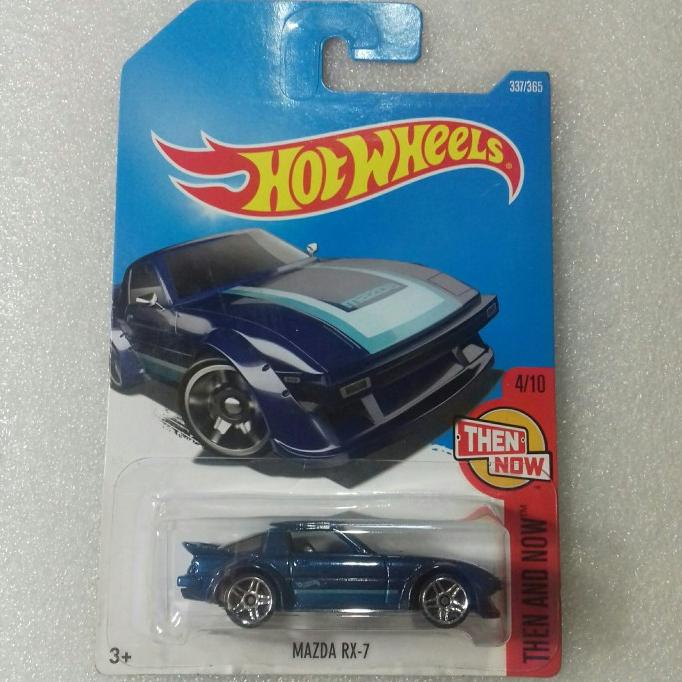 337/365
HOT WHEELS®
mazda
4/10
THEN
NOW
THEN AND NOW™
3+
MAZDA RX-7